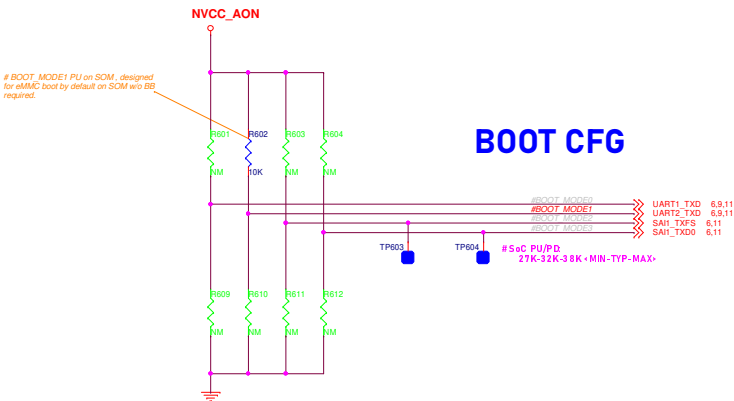 NVCC_AON
# BOOT_MODE1 PU on SOM , designed
for eMMC boot by default on SOM w/o BB
required.
R601 R602 R603 R604
NM 10K NM NM
BOOT CFG
#BOOT_MODE0 UART1_TXD 6,9,11
#BOOT_MODE1 UART2_TXD 6,9,11
#BOOT_MODE2 SAI1_TXFS 6,11
#BOOT_MODE3 SAI1_TXD0 6,11
TP603 TP604
# SoC PU/PD:
27K-32K-38K <MIN-TYP-MAX>
R609 R610 R611 R612
NM NM NM NM